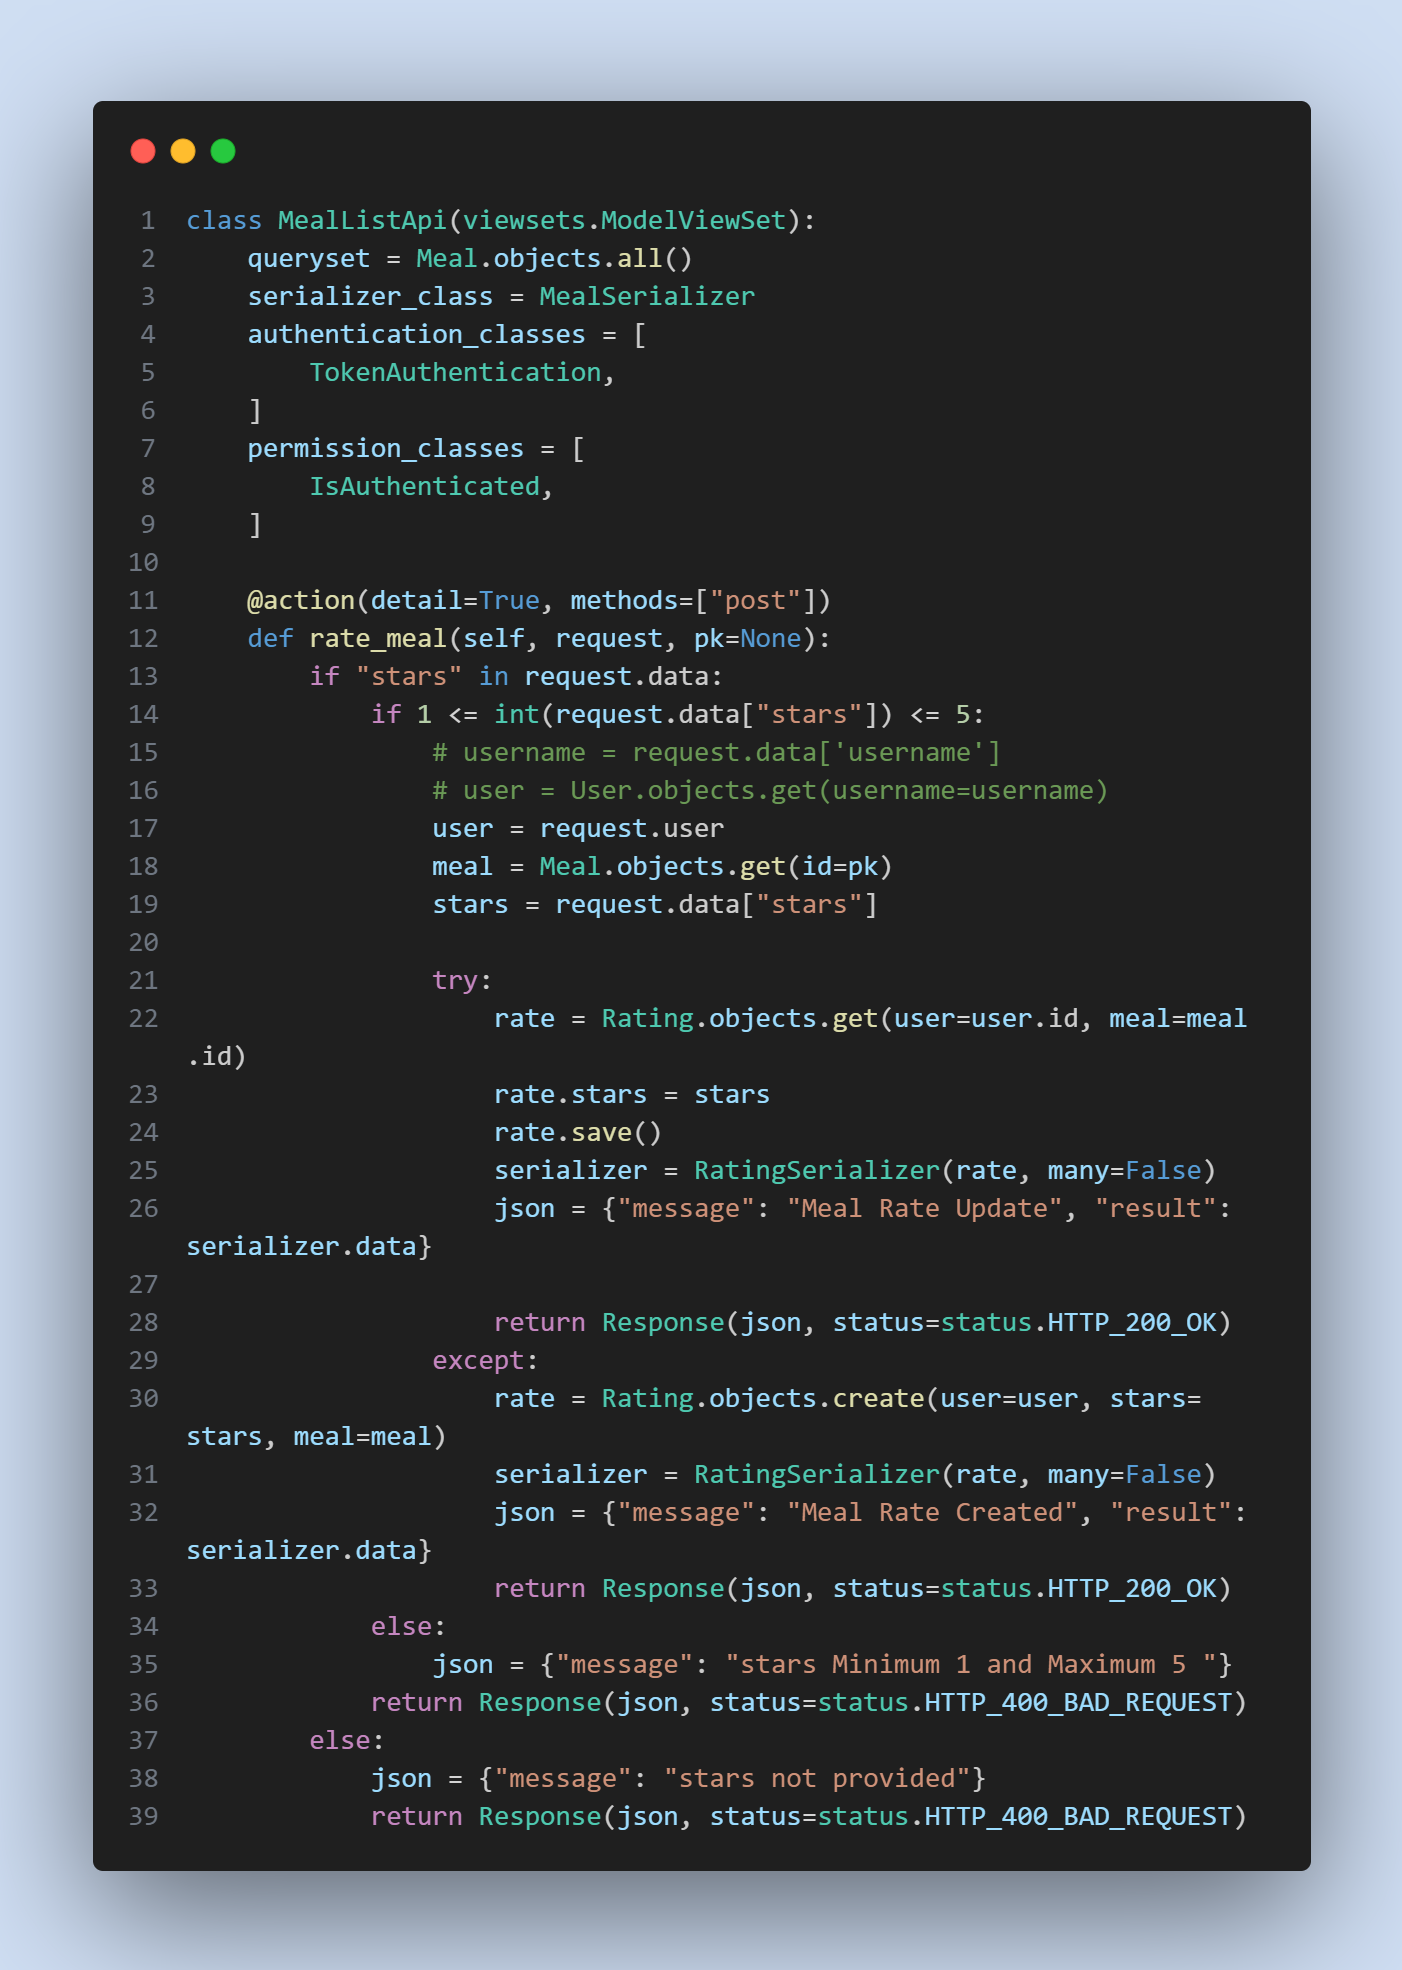 1 class MealListApi(viewsets.ModelViewSet):
2     queryset = Meal.objects.all()
3     serializer_class = MealSerializer
4     authentication_classes = [
5         TokenAuthentication,
6     ]
7     permission_classes = [
8         IsAuthenticated,
9     ]
10
11     @action(detail=True, methods=["post"])
12     def rate_meal(self, request, pk=None):
13         if "stars" in request.data:
14             if 1 <= int(request.data["stars"]) <= 5:
15                 # username = request.data['username']
16                 # user = User.objects.get(username=username)
17                 user = request.user
18                 meal = Meal.objects.get(id=pk)
19                 stars = request.data["stars"]
20
21                 try:
22                     rate = Rating.objects.get(user=user.id, meal=meal
.id)
23                     rate.stars = stars
24                     rate.save()
25                     serializer = RatingSerializer(rate, many=False)
26                     json = {"message": "Meal Rate Update", "result":
serializer.data}
27
28                     return Response(json, status=status.HTTP_200_OK)
29                 except:
30                     rate = Rating.objects.create(user=user, stars=
stars, meal=meal)
31                     serializer = RatingSerializer(rate, many=False)
32                     json = {"message": "Meal Rate Created", "result":
serializer.data}
33                     return Response(json, status=status.HTTP_200_OK)
34             else:
35                 json = {"message": "stars Minimum 1 and Maximum 5 "}
36             return Response(json, status=status.HTTP_400_BAD_REQUEST)
37         else:
38             json = {"message": "stars not provided"}
39             return Response(json, status=status.HTTP_400_BAD_REQUEST)